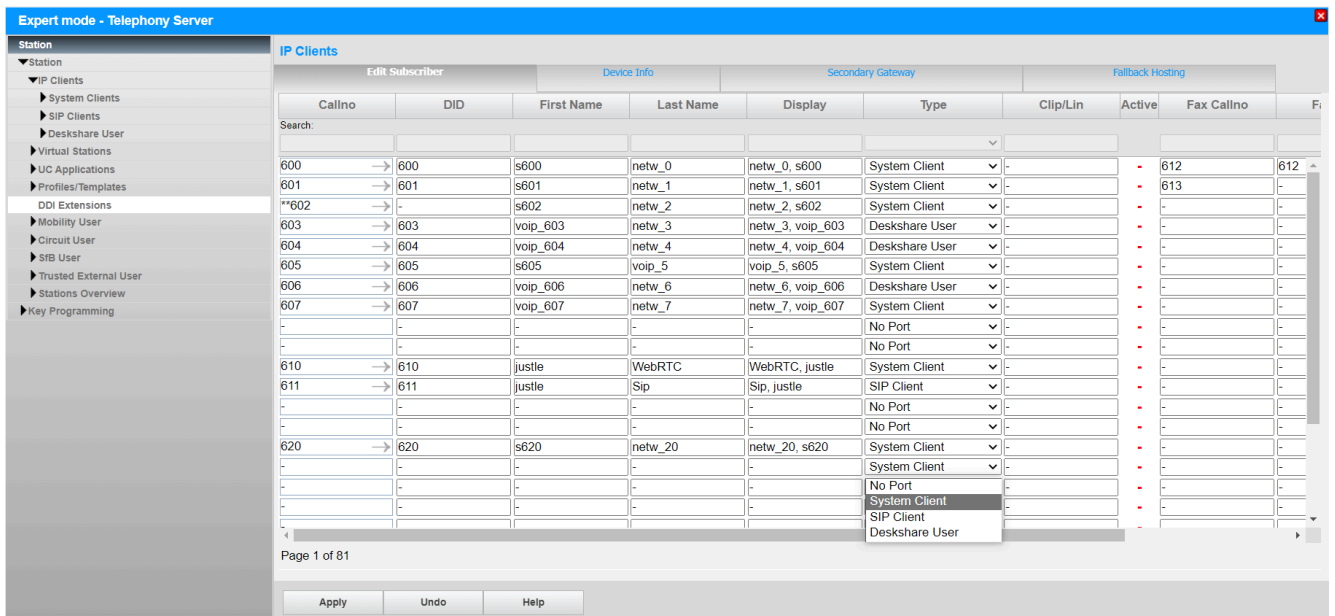 Expert mode - Telephony Server
Station
Station
IP Clients
System Clients
SIP Clients
Deskshare User
Virtual Stations
UC Applications
Profiles/Templates
DDI Extensions
Mobility User
Circuit User
SfB User
Trusted External User
Stations Overview
Key Programming
IP Clients
Edit Subscriber Device Info Secondary Gateway Fallback Hosting
Callno DID First Name Last Name Display Type Clip/Lin Active Fax Callno
Search:
600 600 s600 netw_0 netw_0, s600 System Client - - 612 612
601 601 s601 netw_1 netw_1, s601 System Client - - 613 -
**602 - s602 netw_2 netw_2, s602 System Client - - - -
603 603 voip_603 netw_3 netw_3, voip_603 Deskshare User - - - -
604 604 voip_604 netw_4 netw_4, voip_604 Deskshare User - - - -
605 605 s605 voip_5 voip_5, s605 System Client - - - -
606 606 voip_606 netw_6 netw_6, voip_606 Deskshare User - - - -
607 607 voip_607 netw_7 netw_7, voip_607 System Client - - - -
- - - - - No Port - - - -
- - - - - No Port - - - -
610 610 justle WebRTC WebRTC, justle System Client - - - -
611 611 justle Sip Sip, justle SIP Client - - - -
- - - - - No Port - - - -
- - - - - No Port - - - -
620 620 s620 netw_20 netw_20, s620 System Client - - - -
- - - - - System Client - - - -
- - - - - No Port - - - -
- - - - - System Client - - - -
- - - - - SIP Client - - - -
Deskshare User
Page 1 of 81
Apply Undo Help